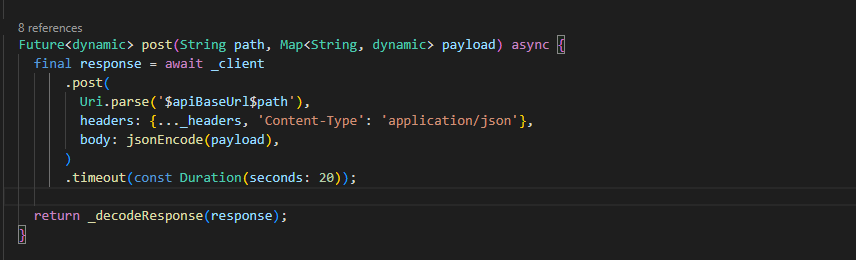 8 references
Future<dynamic> post(String path, Map<String, dynamic> payload) async {
final response = await _client
.post(
Uri.parse('$apiBaseUrl$path'),
headers: {..._headers, 'Content-Type': 'application/json'},
body: jsonEncode(payload),
)
.timeout(const Duration(seconds: 20));
return _decodeResponse(response);
}